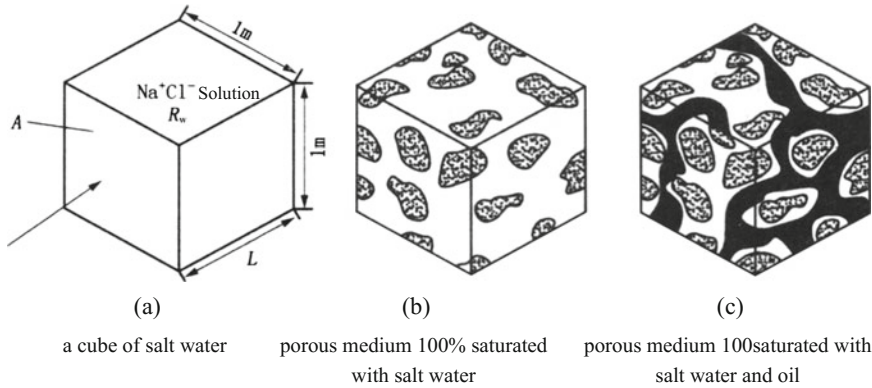 1m
Na⁺Cl⁻ Solution
R_w
A
1m
L
(a)
(b)
(c)
a cube of salt water
porous medium 100% saturated
with salt water
porous medium 100saturated with
salt water and oil